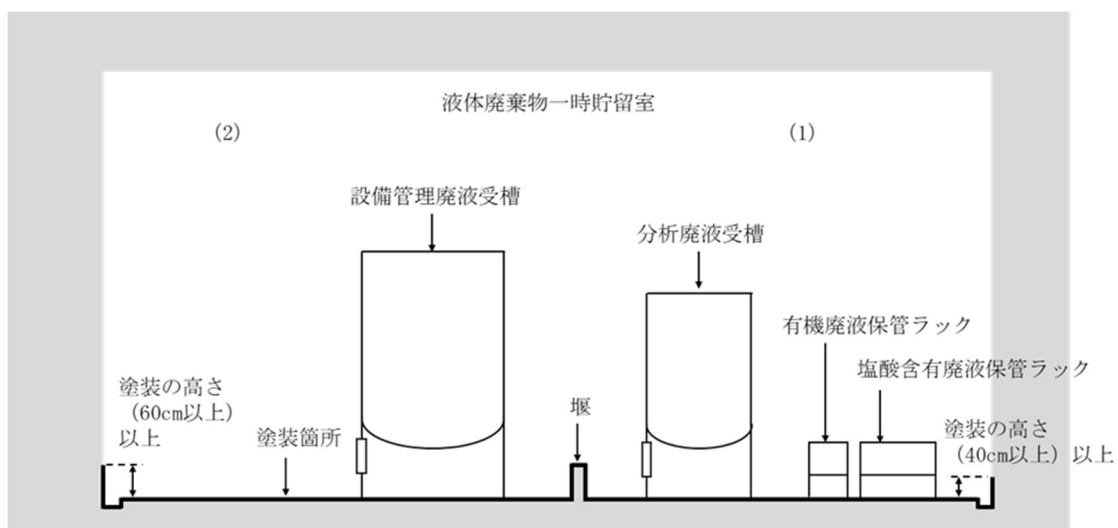 液体廃棄物一時貯留室
(2)
(1)
設備管理廃液受槽
分析廃液受槽
有機廃液保管ラック
塩酸含有廃液保管ラック
塗装の高さ
(60cm以上)
以上
塗装箇所
堰
塗装の高さ
(40cm以上) 以上